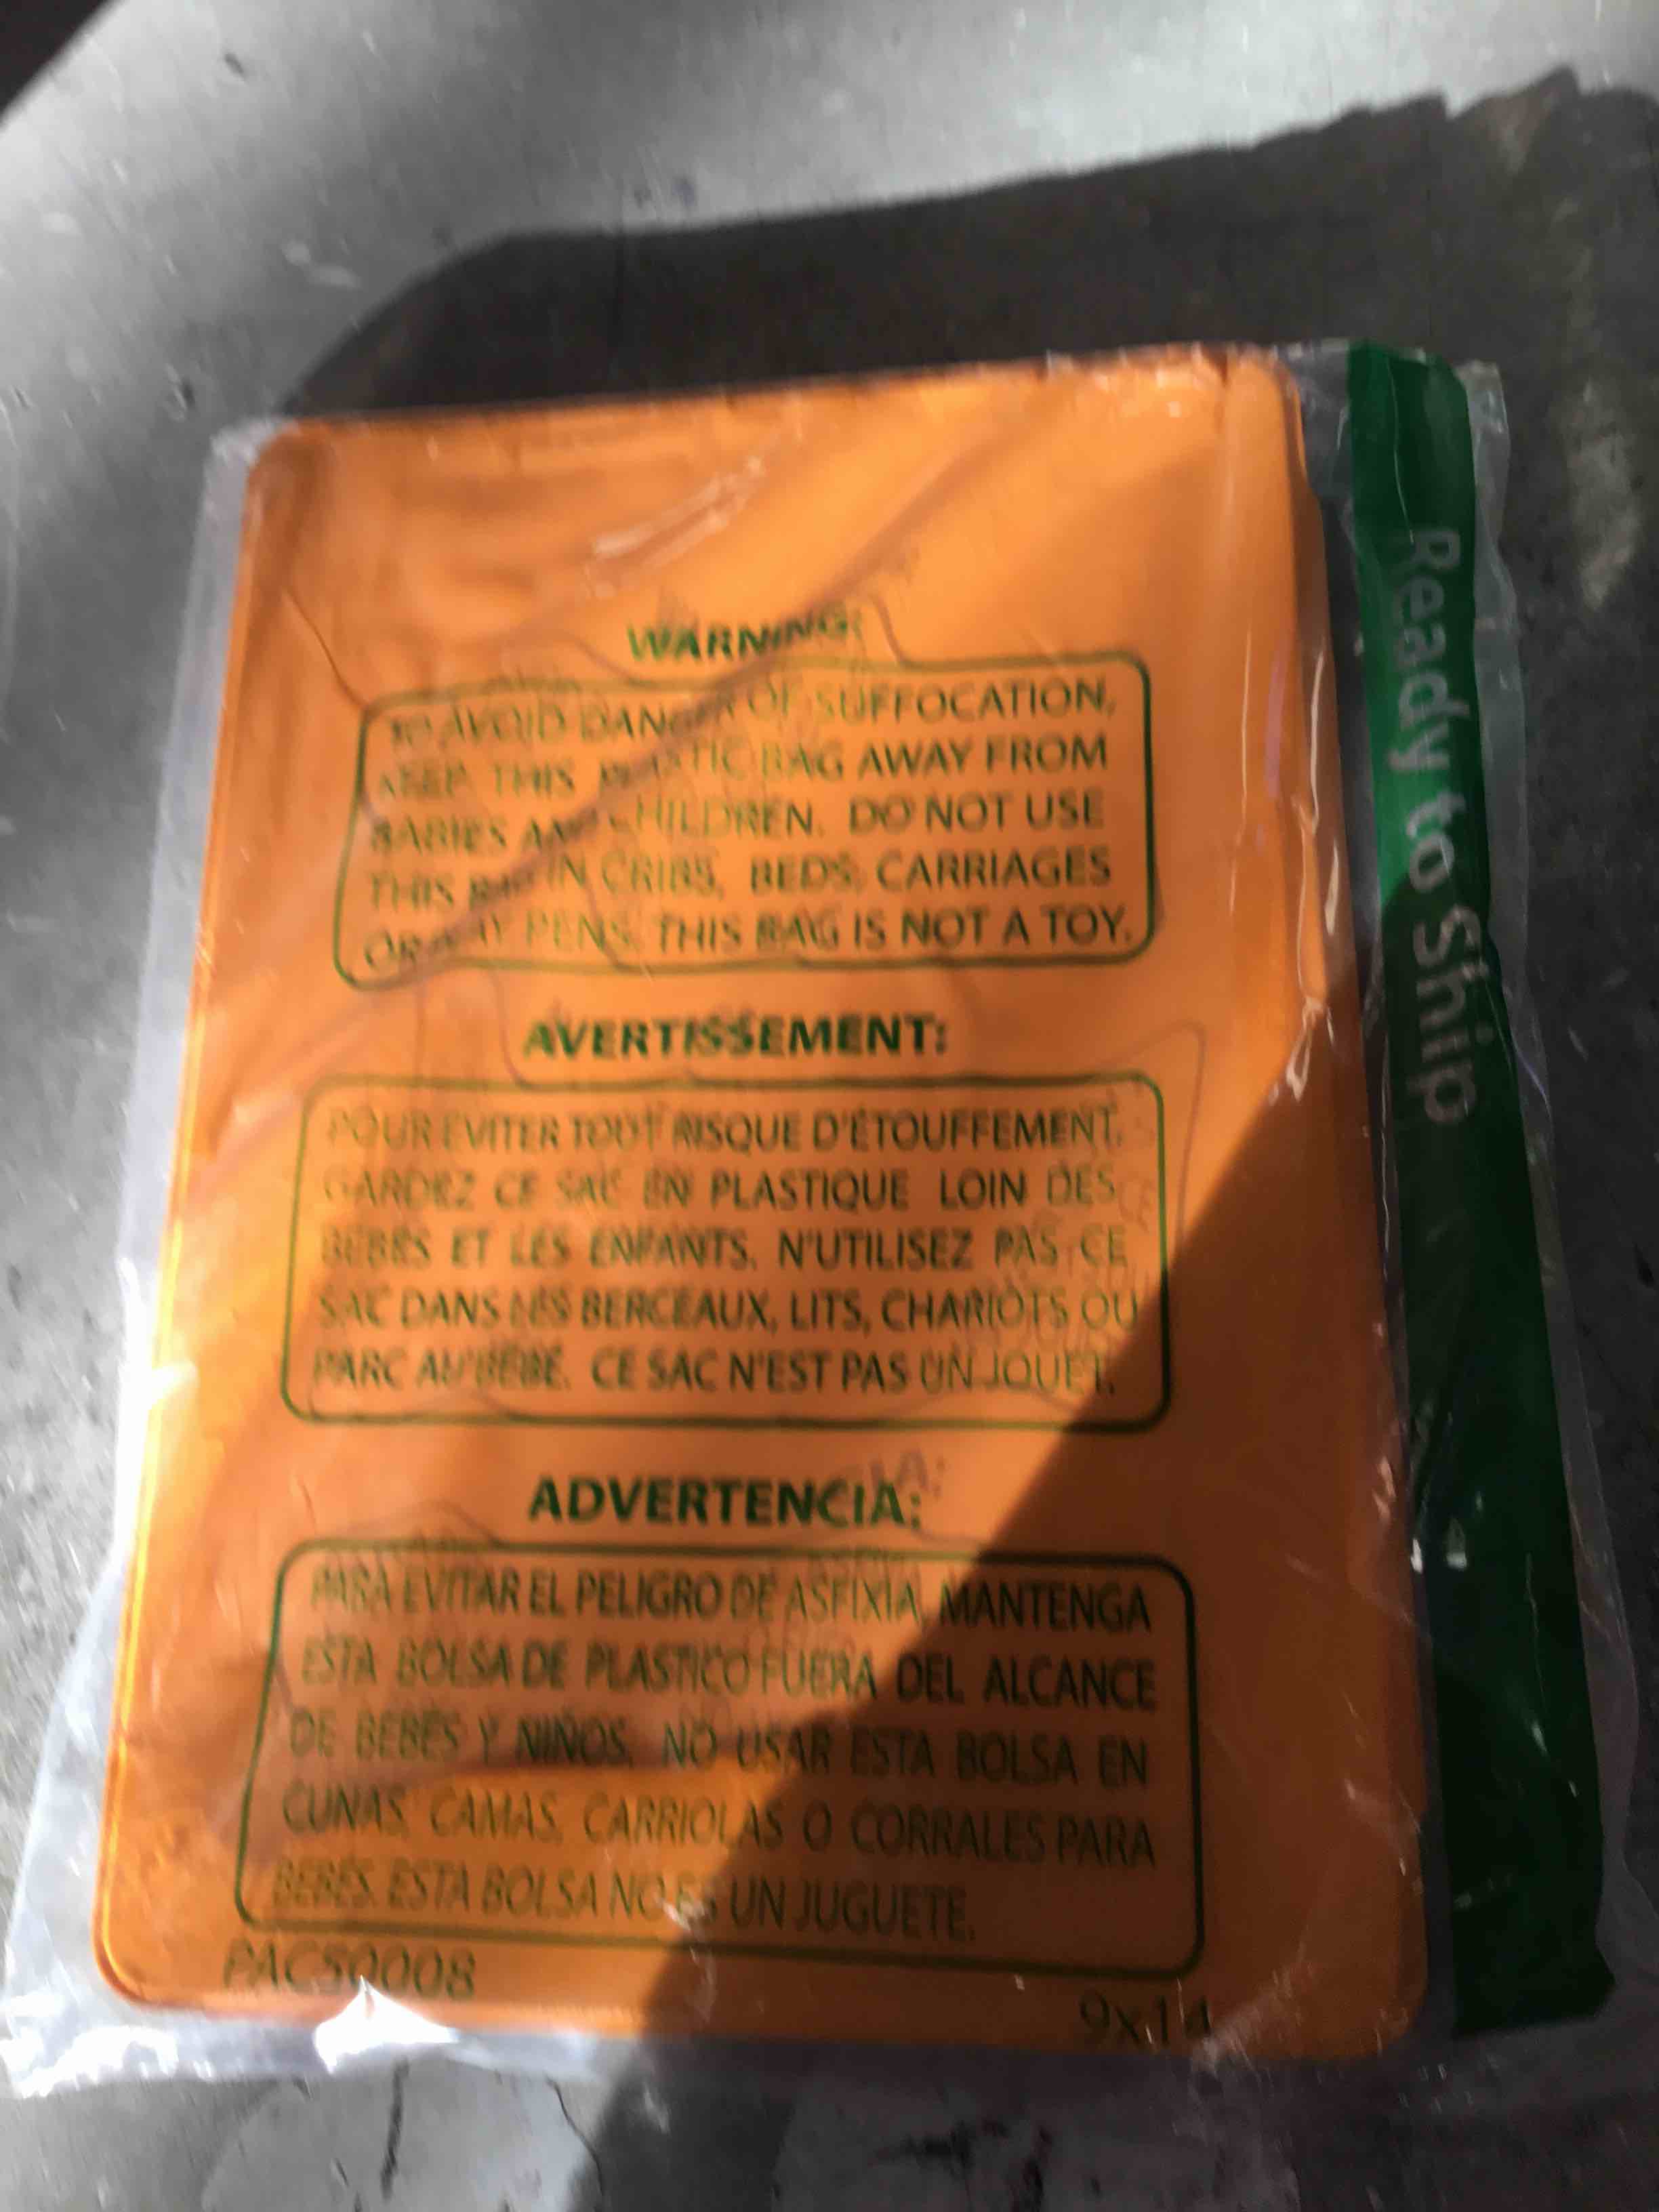 WARNING:
TO AVOID DANGER OF SUFFOCATION,
KEEP THIS PLASTIC BAG AWAY FROM
BABIES AND CHILDREN. DO NOT USE
THIS BAG IN CRIBS, BEDS, CARRIAGES
OR PLAY PENS. THIS BAG IS NOT A TOY.
AVERTISSEMENT:
POUR EVITER TOUT RISQUE D'ÉTOUFFEMENT,
GARDEZ CE SAC EN PLASTIQUE LOIN DES
BÉBÉS ET LES ENFANTS. N'UTILISEZ PAS CE
SAC DANS LES BERCEAUX, LITS, CHARIOTS OU
PARC AU BÉBÉ. CE SAC N'EST PAS UN JOUET.
ADVERTENCIA:
PARA EVITAR EL PELIGRO DE ASFIXIA, MANTENGA
ESTA BOLSA DE PLASTICO FUERA DEL ALCANCE
DE BEBÉS Y NIÑOS. NO USAR ESTA BOLSA EN
CUNAS, CAMAS, CARRIOLAS O CORRALES PARA
BEBÉS. ESTA BOLSA NO ES UN JUGUETE.
PAC50008
9x14
Ready to Ship